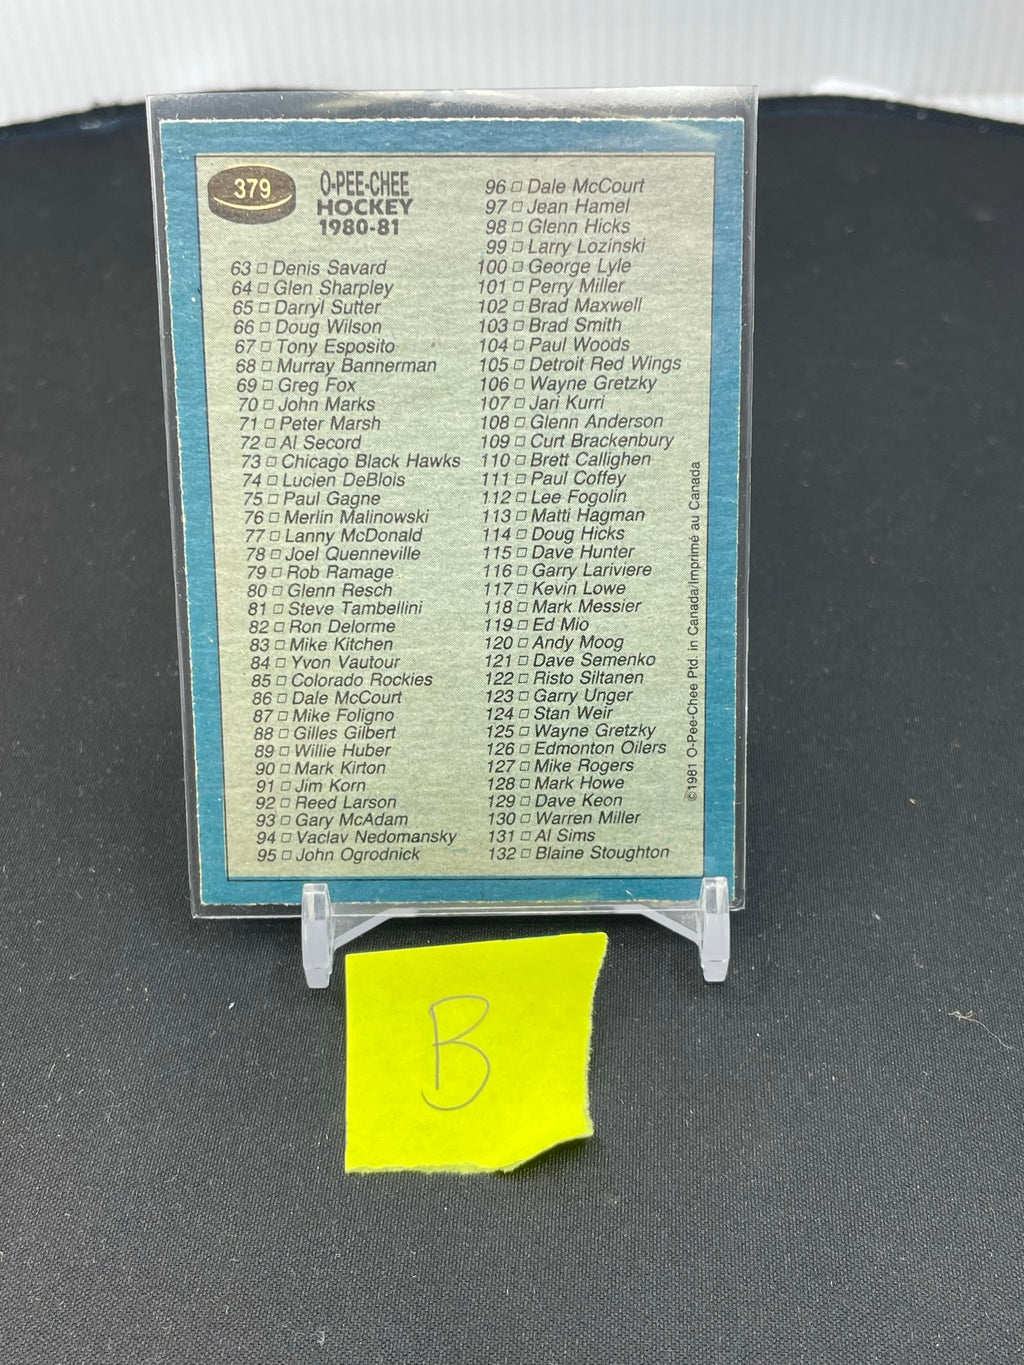 379
O-PEE-CHEE
HOCKEY
1980-81
63 □ Denis Savard
64 □ Glen Sharpley
65 □ Darryl Sutter
66 □ Doug Wilson
67 □ Tony Esposito
68 □ Murray Bannerman
69 □ Greg Fox
70 □ John Marks
71 □ Peter Marsh
72 □ Al Secord
73 □ Chicago Black Hawks
74 □ Lucien DeBlois
75 □ Paul Gagne
76 □ Merlin Malinowski
77 □ Lanny McDonald
78 □ Joel Quenneville
79 □ Rob Ramage
80 □ Glenn Resch
81 □ Steve Tambellini
82 □ Ron Delorme
83 □ Mike Kitchen
84 □ Yvon Vautour
85 □ Colorado Rockies
86 □ Dale McCourt
87 □ Mike Foligno
88 □ Gilles Gilbert
89 □ Willie Huber
90 □ Mark Kirton
91 □ Jim Korn
92 □ Reed Larson
93 □ Gary McAdam
94 □ Vaclav Nedomansky
95 □ John Ogrodnick
96 □ Dale McCourt
97 □ Jean Hamel
98 □ Glenn Hicks
99 □ Larry Lozinski
100 □ George Lyle
101 □ Perry Miller
102 □ Brad Maxwell
103 □ Brad Smith
104 □ Paul Woods
105 □ Detroit Red Wings
106 □ Wayne Gretzky
107 □ Jari Kurri
108 □ Glenn Anderson
109 □ Curt Brackenbury
110 □ Brett Callighen
111 □ Paul Coffey
112 □ Lee Fogolin
113 □ Matti Hagman
114 □ Doug Hicks
115 □ Dave Hunter
116 □ Garry Lariviere
117 □ Kevin Lowe
118 □ Mark Messier
119 □ Ed Mio
120 □ Andy Moog
121 □ Dave Semenko
122 □ Risto Siltanen
123 □ Garry Unger
124 □ Stan Weir
125 □ Wayne Gretzky
126 □ Edmonton Oilers
127 □ Mike Rogers
128 □ Mark Howe
129 □ Dave Keon
130 □ Warren Miller
131 □ Al Sims
132 □ Blaine Stoughton
©1981 O-Pee-Chee Ptd. in Canada/Imprimé au Canada
B